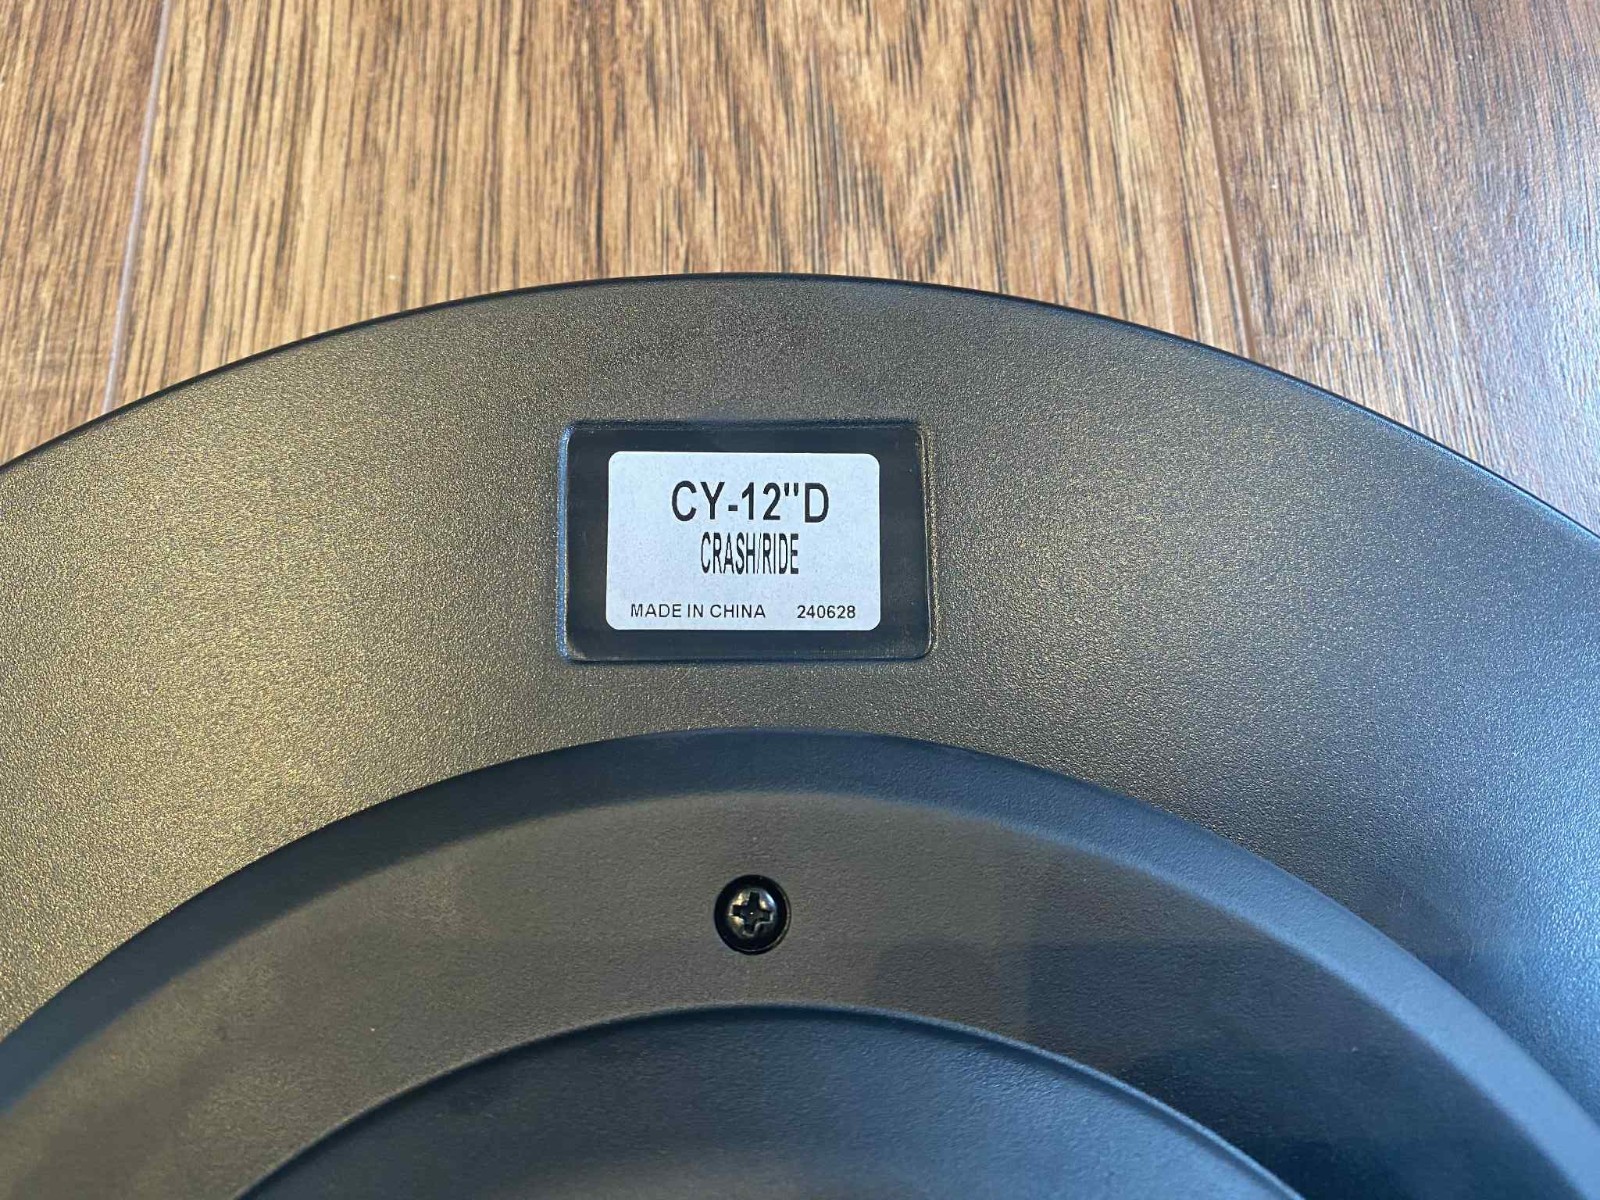 CY-12"D
CRASH/RIDE
MADE IN CHINA 240628